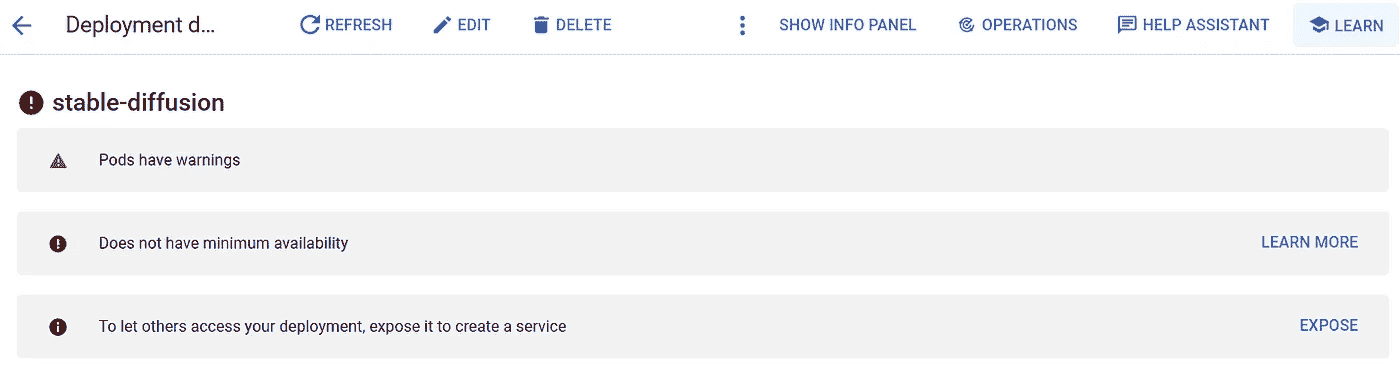 Deployment d... REFRESH EDIT DELETE SHOW INFO PANEL OPERATIONS HELP ASSISTANT LEARN
stable-diffusion
Pods have warnings
Does not have minimum availability LEARN MORE
To let others access your deployment, expose it to create a service EXPOSE